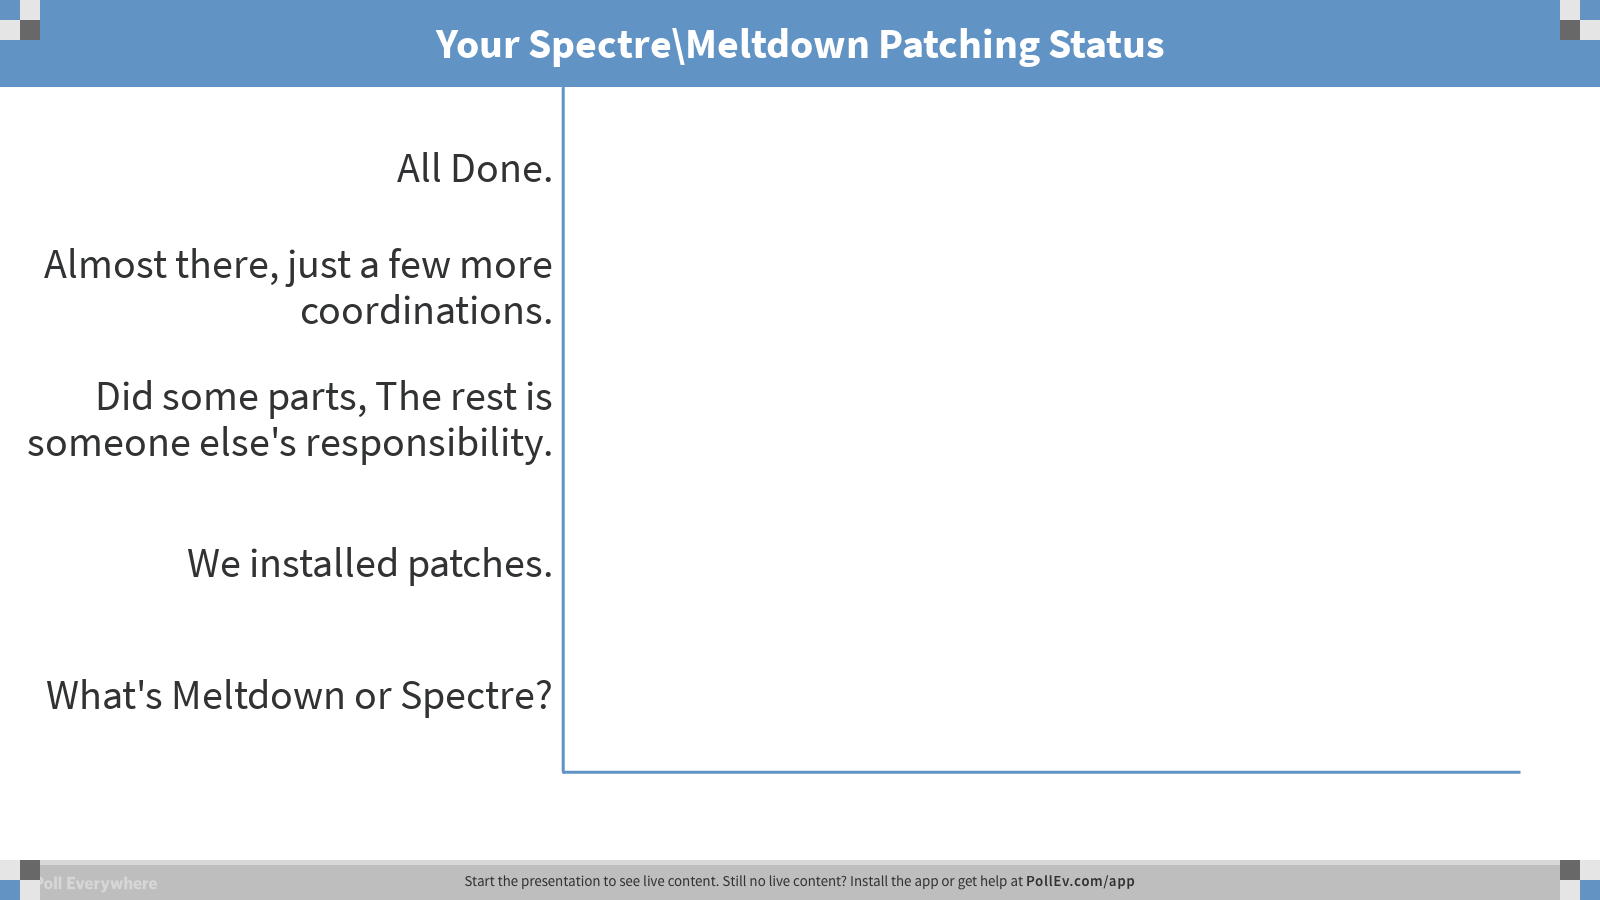 Your Spectre\Meltdown Patching Status
All Done.
Almost there, just a few more
coordinations.
Did some parts, The rest is
someone else's responsibility.
We installed patches.
What's Meltdown or Spectre?
Poll Everywhere
Start the presentation to see live content. Still no live content? Install the app or get help at PollEv.com/app